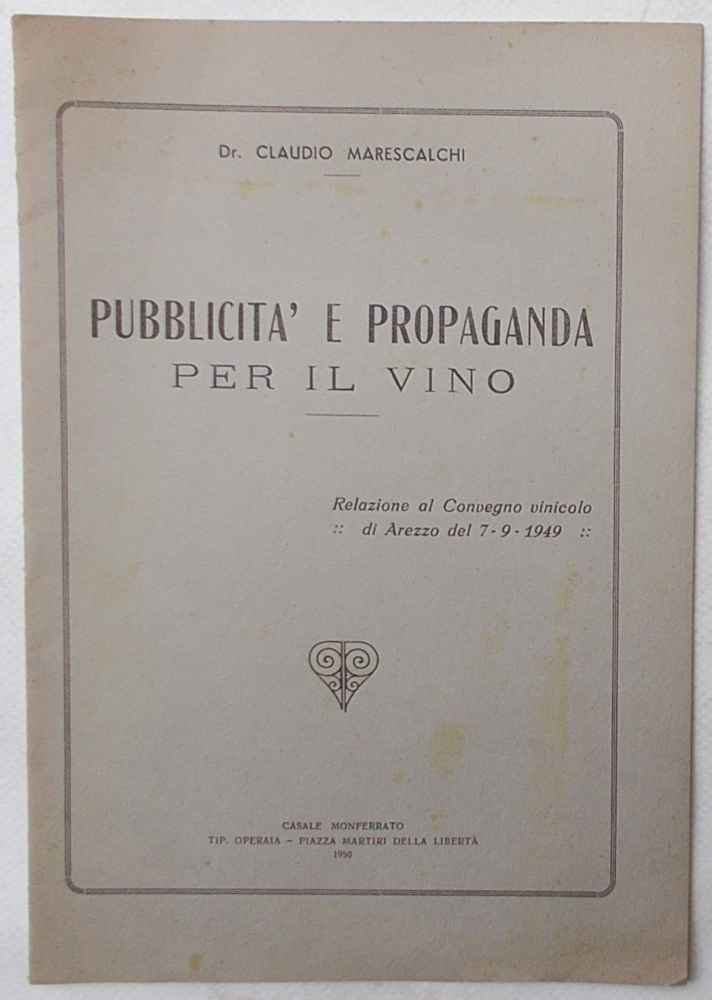 Dr. CLAUDIO MARESCALCHI
PUBBLICITA' E PROPAGANDA
PER IL VINO
Relazione al Convegno vinicolo
:: di Arezzo del 7-9-1949 ::
CASALE MONFERRATO
TIP. OPERAIA – PIAZZA MARTIRI DELLA LIBERTÀ
1950